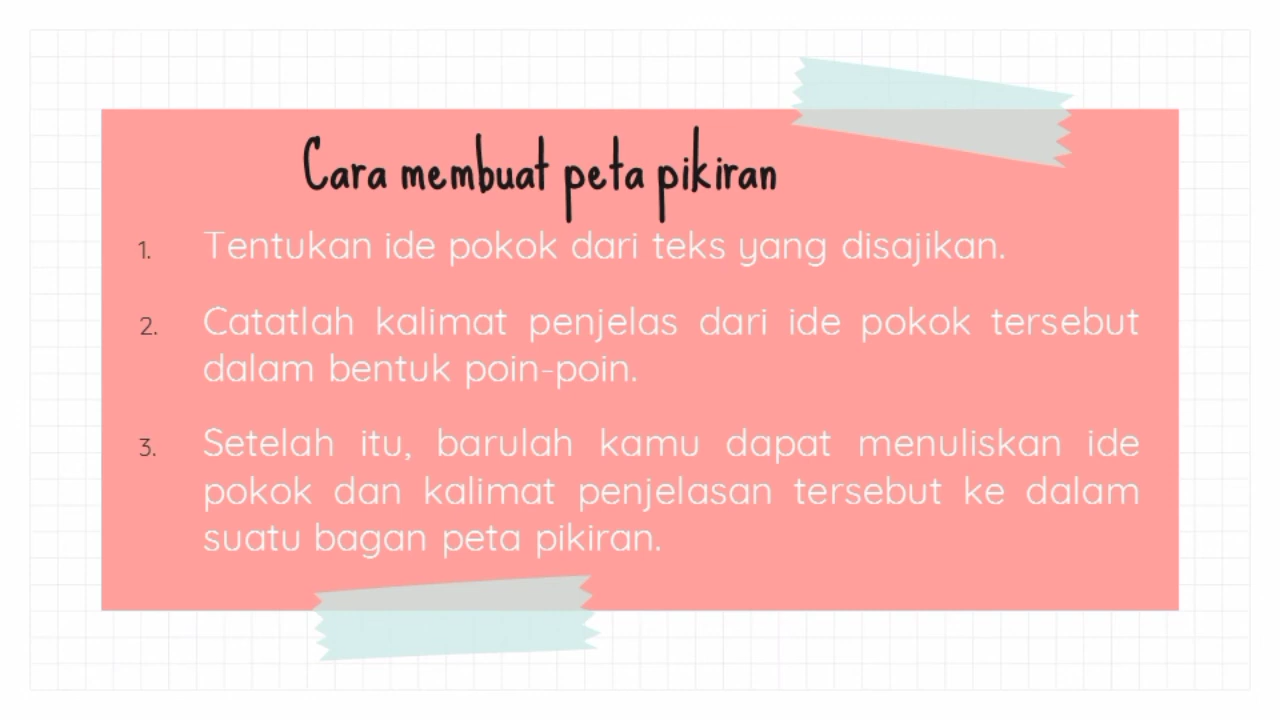 Cara membuat peta pikiran
1. Tentukan ide pokok dari teks yang disajikan.
2. Catatlah kalimat penjelas dari ide pokok tersebut
dalam bentuk poin-poin.
3. Setelah itu, barulah kamu dapat menuliskan ide
pokok dan kalimat penjelasan tersebut ke dalam
suatu bagan peta pikiran.